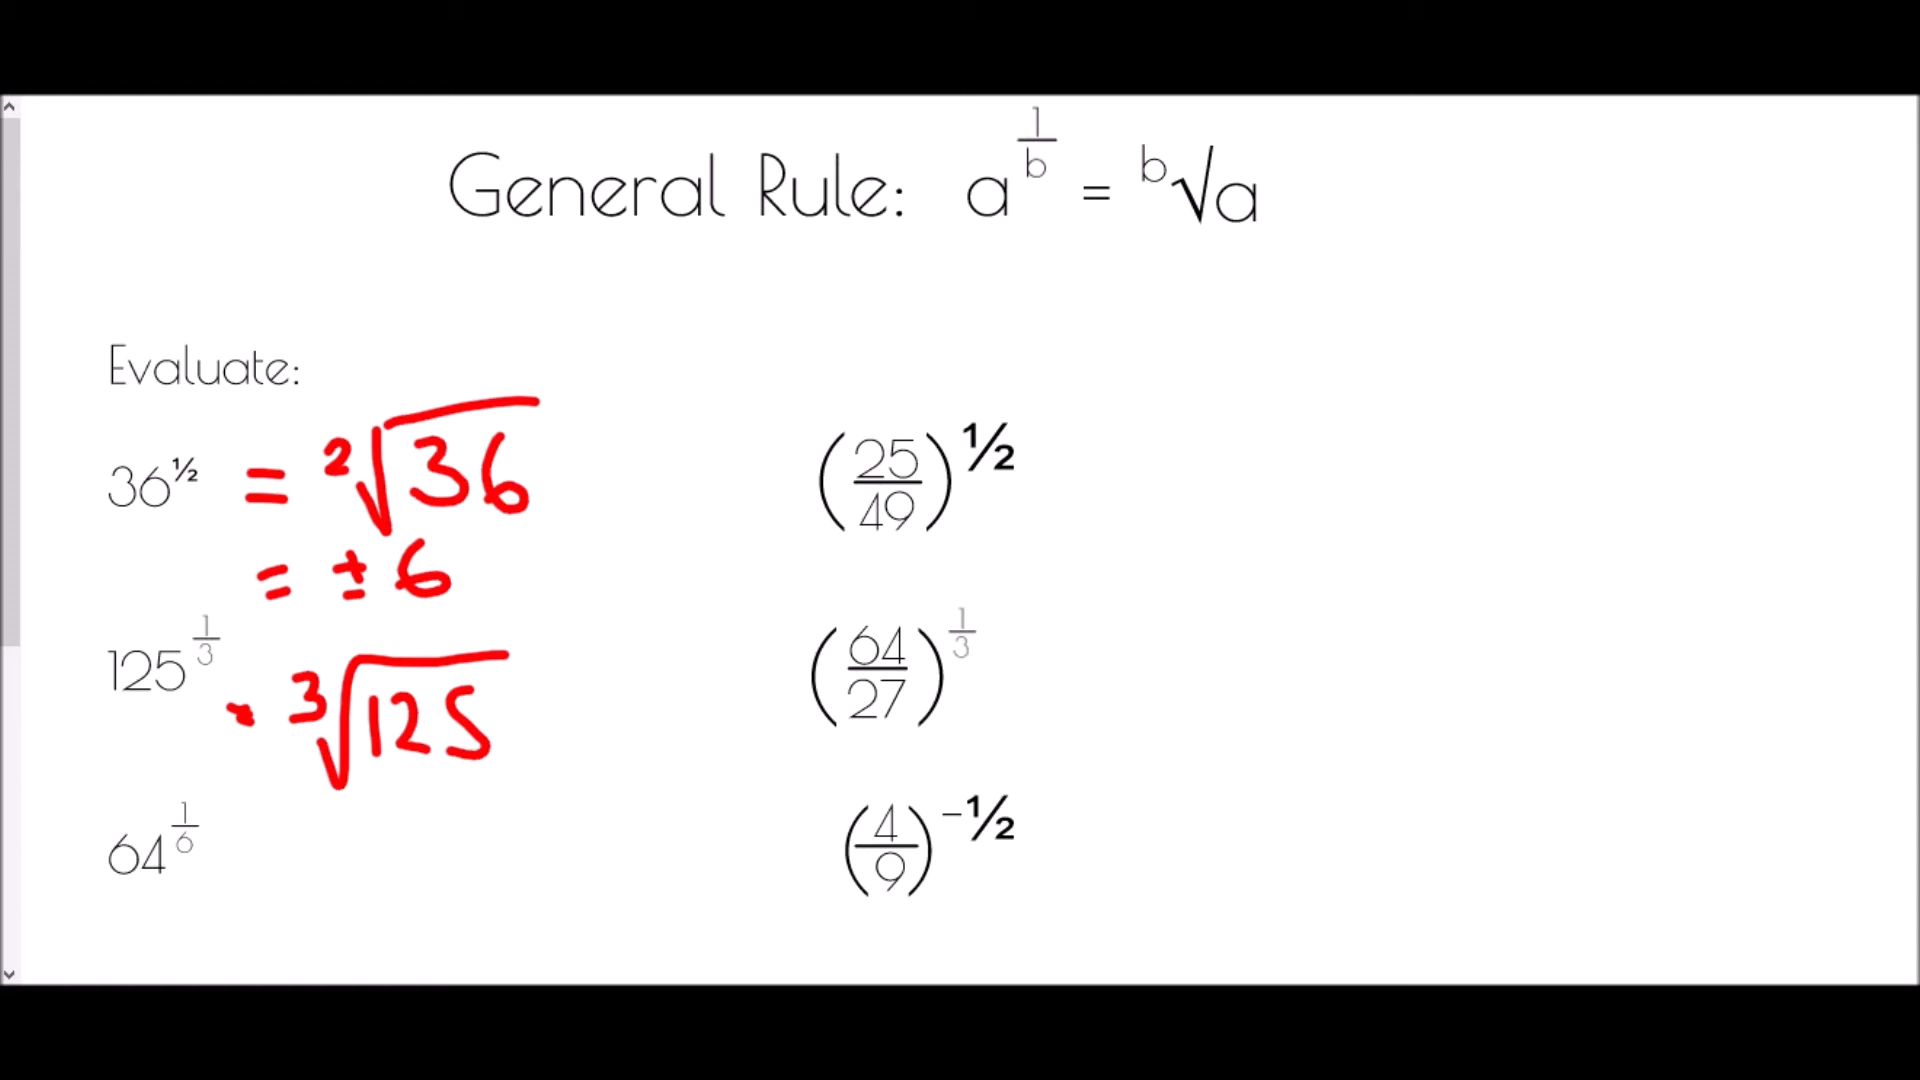 General Rule: a^(1/b) = ᵇ√a
Evaluate:
36^½ = ²√36
= ± 6
125^(1/3) = ³√125
64^(1/6)
(25/49)^½
(64/27)^(1/3)
(4/9)^-½